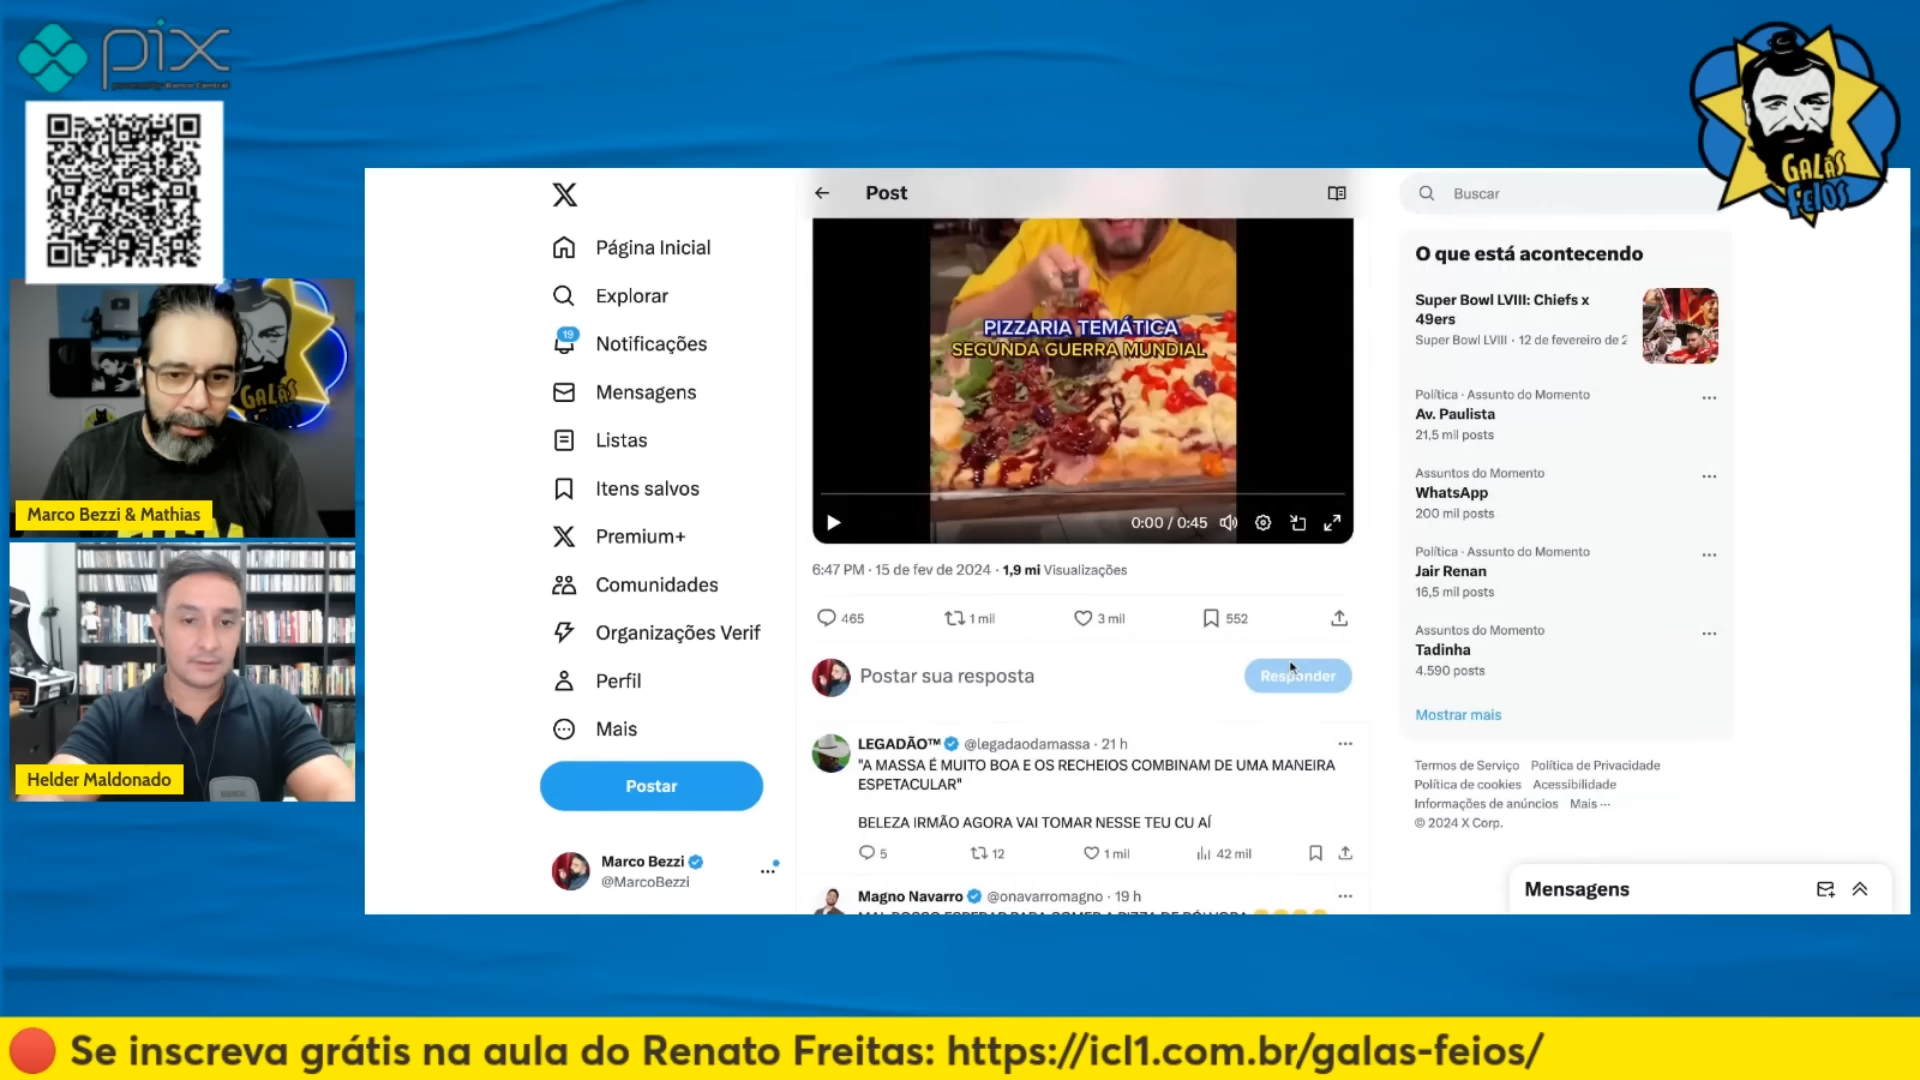 pix
powered by Banco Central
GALÃS
FEIOS
GALÃS
Marco Bezzi & Mathias
Helder Maldonado
Página Inicial
Explorar
19
Notificações
Mensagens
Listas
Itens salvos
Premium+
Comunidades
Organizações Verif
Perfil
Mais
Postar
Marco Bezzi
@MarcoBezzi
Post
PIZZARIA TEMÁTICA
SEGUNDA GUERRA MUNDIAL
0:00 / 0:45
6:47 PM · 15 de fev de 2024 · 1,9 mi Visualizações
465 1 mil 3 mil 552
Postar sua resposta
Responder
LEGADÃO™ @legadaodamassa · 21 h
"A MASSA É MUITO BOA E OS RECHEIOS COMBINAM DE UMA MANEIRA
ESPETACULAR"
BELEZA IRMÃO AGORA VAI TOMAR NESSE TEU CU AÍ
5 12 1 mil 42 mil
Magno Navarro @onavarromagno · 19 h
Buscar
O que está acontecendo
Super Bowl LVIII: Chiefs x
49ers
Super Bowl LVIII · 12 de fevereiro de 2
Política · Assunto do Momento
Av. Paulista
21,5 mil posts
Assuntos do Momento
WhatsApp
200 mil posts
Política · Assunto do Momento
Jair Renan
16,5 mil posts
Assuntos do Momento
Tadinha
4.590 posts
Mostrar mais
Termos de Serviço Política de Privacidade
Política de cookies Acessibilidade
Informações de anúncios Mais ···
© 2024 X Corp.
Mensagens
Se inscreva grátis na aula do Renato Freitas: https://icl1.com.br/galas-feios/